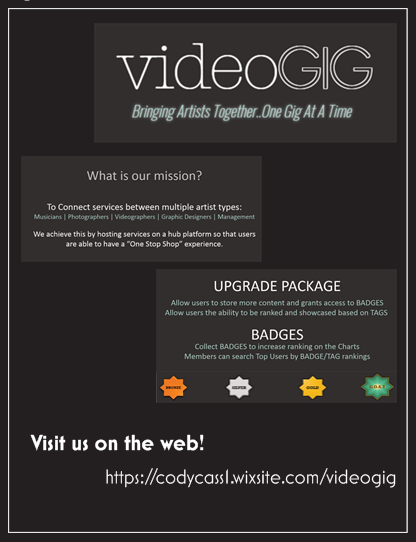 videoGIG
Bringing Artists Together..One Gig At A Time
What is our mission?
To Connect services between multiple artist types:
Musicians | Photographers | Videographers | Graphic Designers | Management
We achieve this by hosting services on a hub platform so that users
are able to have a “One Stop Shop” experience.
UPGRADE PACKAGE
Allow users to store more content and grants access to BADGES
Allow users the ability to be ranked and showcased based on TAGS
BADGES
Collect BADGES to increase ranking on the Charts
Members can search Top Users by BADGE/TAG rankings
BRONZE SILVER GOLD G.O.A.T
Visit us on the web!
https://codycass1.wixsite.com/videogig